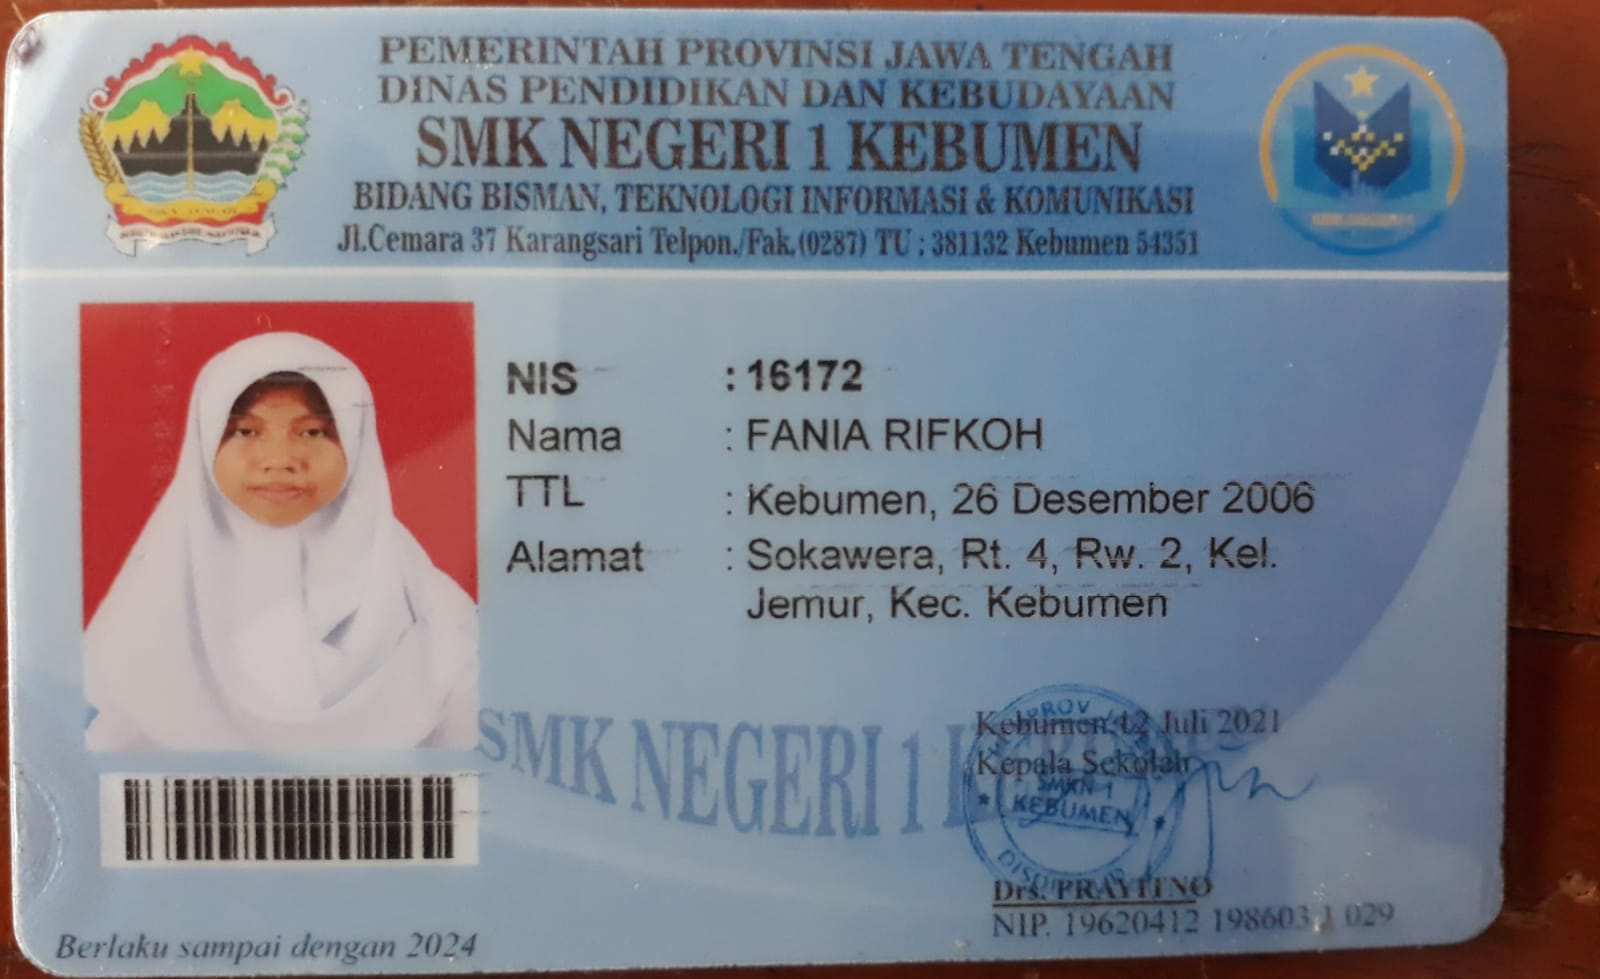 PEMERINTAH PROVINSI JAWA TENGAH
DINAS PENDIDIKAN DAN KEBUDAYAAN
SMK NEGERI 1 KEBUMEN
BIDANG BISMAN, TEKNOLOGI INFORMASI & KOMUNIKASI
Jl.Cemara 37 Karangsari Telpon./Fak.(0287) TU : 381132 Kebumen 54351
NIS : 16172
Nama : FANIA RIFKOH
TTL : Kebumen, 26 Desember 2006
Alamat : Sokawera, Rt. 4, Rw. 2, Kel.
Jemur, Kec. Kebumen
SMK NEGERI 1
Kebumen,12 Juli 2021
Kepala Sekolah
SMKN 1
KEBUMEN
Drs. PRAYITNO
NIP. 19620412 198603 1 029
Berlaku sampai dengan 2024